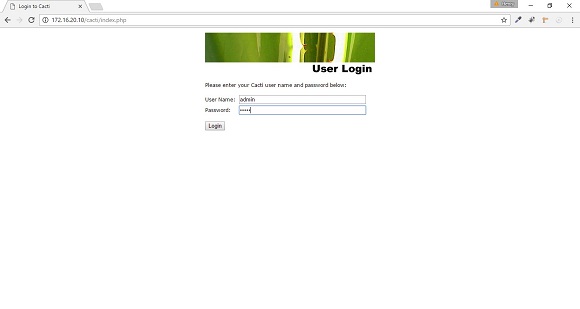 Login to Cacti
172.16.20.10/cacti/index.php
User Login
Please enter your Cacti user name and password below:
User Name: admin
Password: •••••
Login